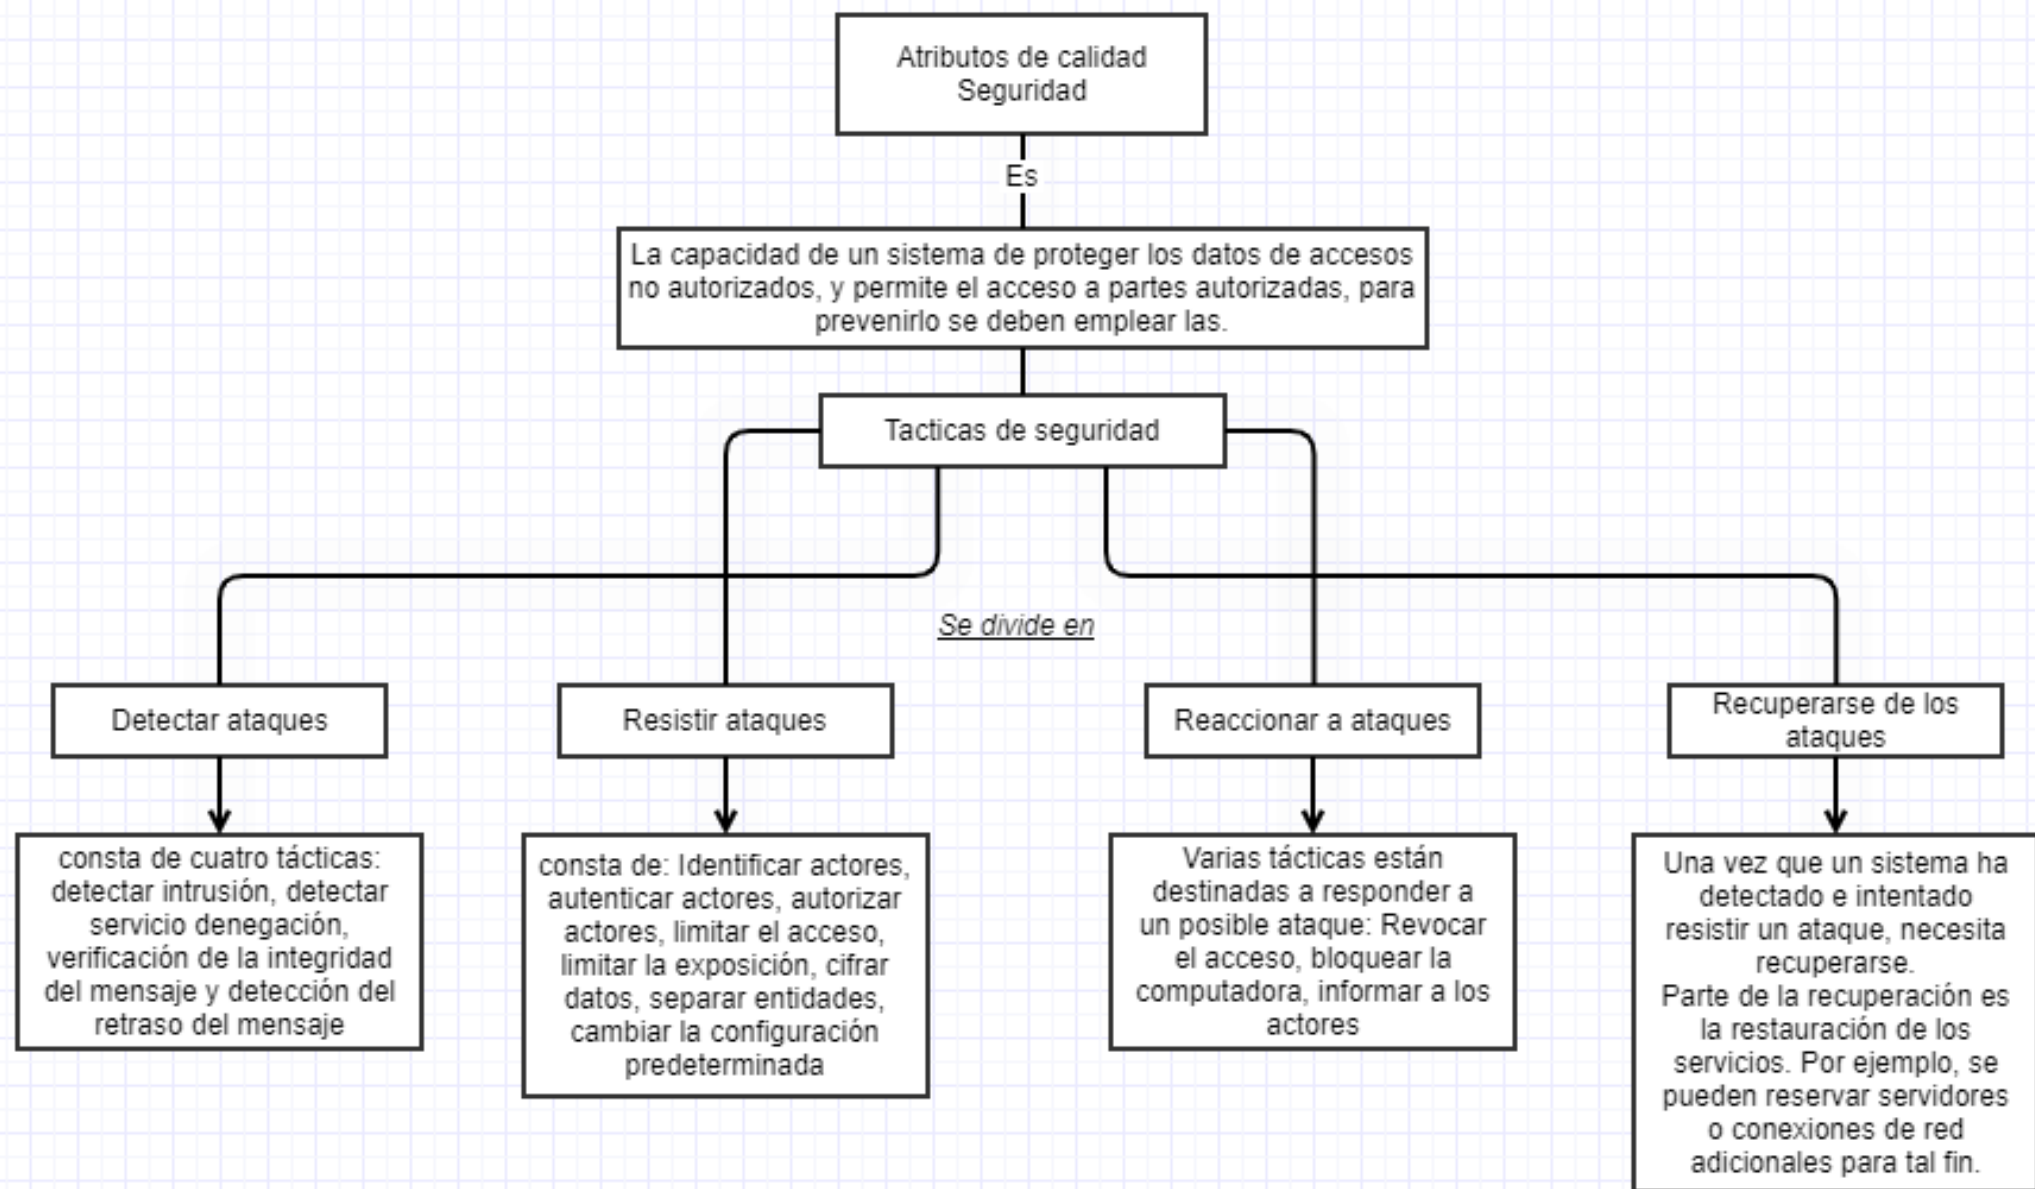 Atributos de calidad
Seguridad
Es
La capacidad de un sistema de proteger los datos de accesos
no autorizados, y permite el acceso a partes autorizadas, para
prevenirlo se deben emplear las.
Tacticas de seguridad
Se divide en
Detectar ataques
Resistir ataques
Reaccionar a ataques
Recuperarse de los
ataques
consta de cuatro tácticas:
detectar intrusión, detectar
servicio denegación,
verificación de la integridad
del mensaje y detección del
retraso del mensaje
consta de: Identificar actores,
autenticar actores, autorizar
actores, limitar el acceso,
limitar la exposición, cifrar
datos, separar entidades,
cambiar la configuración
predeterminada
Varias tácticas están
destinadas a responder a
un posible ataque: Revocar
el acceso, bloquear la
computadora, informar a los
actores
Una vez que un sistema ha
detectado e intentado
resistir un ataque, necesita
recuperarse.
Parte de la recuperación es
la restauración de los
servicios. Por ejemplo, se
pueden reservar servidores
o conexiones de red
adicionales para tal fin.